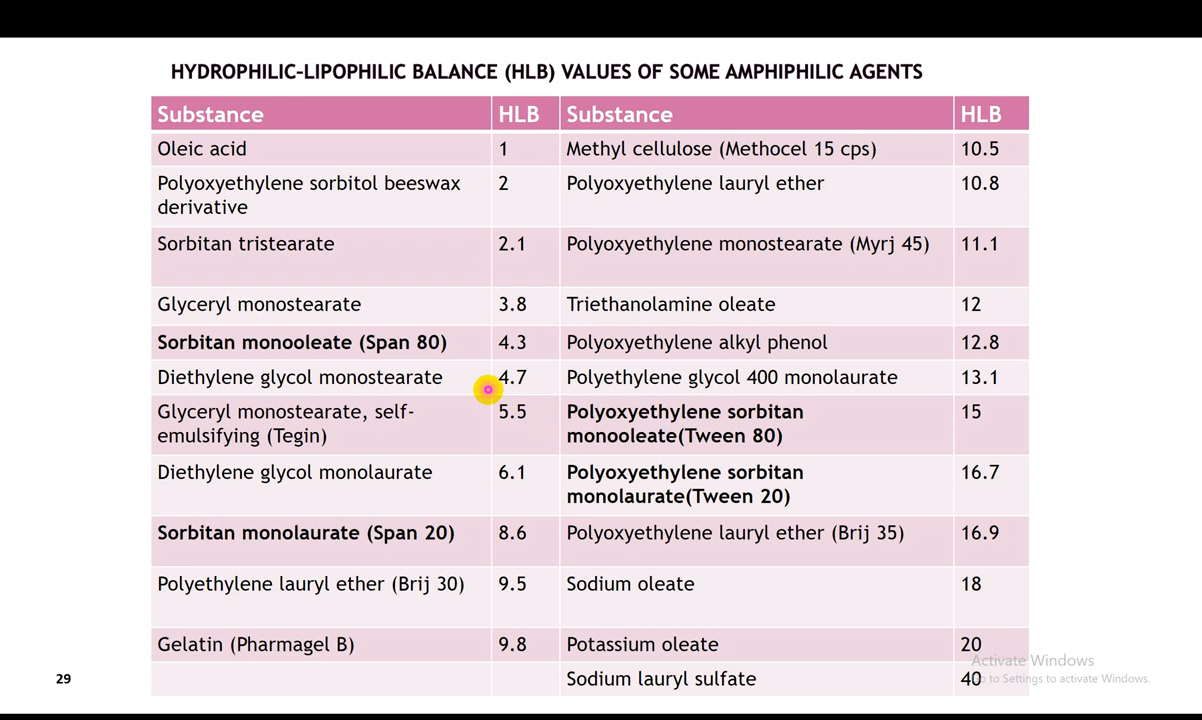 HYDROPHILIC-LIPOPHILIC BALANCE (HLB) VALUES OF SOME AMPHIPHILIC AGENTS
Substance HLB Substance HLB
Oleic acid 1 Methyl cellulose (Methocel 15 cps) 10.5
Polyoxyethylene sorbitol beeswax 2 Polyoxyethylene lauryl ether 10.8
derivative
Sorbitan tristearate 2.1 Polyoxyethylene monostearate (Myrj 45) 11.1
Glyceryl monostearate 3.8 Triethanolamine oleate 12
Sorbitan monooleate (Span 80) 4.3 Polyoxyethylene alkyl phenol 12.8
Diethylene glycol monostearate 4.7 Polyethylene glycol 400 monolaurate 13.1
Glyceryl monostearate, self- 5.5 Polyoxyethylene sorbitan 15
emulsifying (Tegin) monooleate(Tween 80)
Diethylene glycol monolaurate 6.1 Polyoxyethylene sorbitan 16.7
monolaurate(Tween 20)
Sorbitan monolaurate (Span 20) 8.6 Polyoxyethylene lauryl ether (Brij 35) 16.9
Polyethylene lauryl ether (Brij 30) 9.5 Sodium oleate 18
Gelatin (Pharmagel B) 9.8 Potassium oleate 20
Activate Windows
29 Sodium lauryl sulfate 40
to Settings to activate Windows.